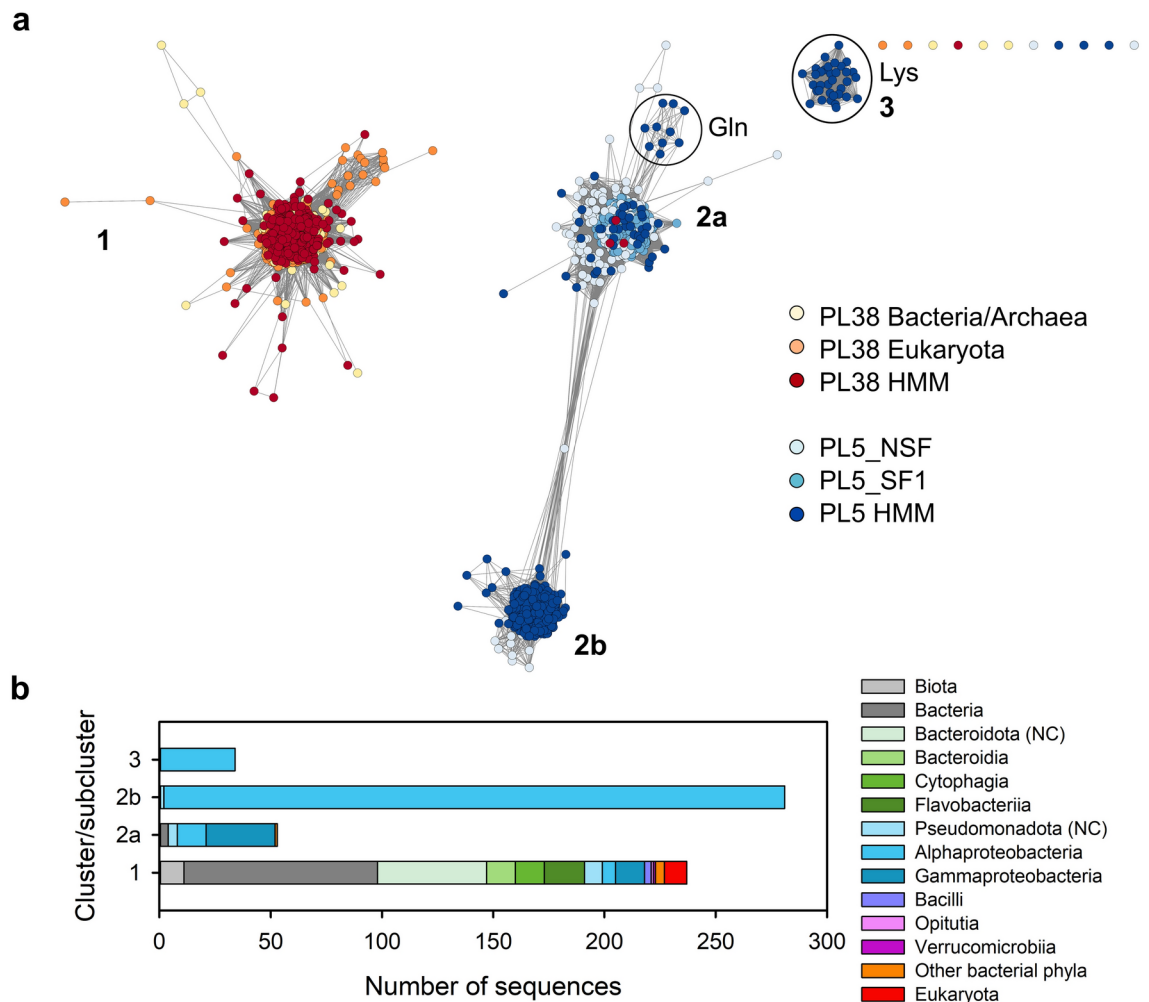 a
Lys
3
Gln
2a
1
PL38 Bacteria/Archaea
PL38 Eukaryota
PL38 HMM
PL5_NSF
PL5_SF1
PL5 HMM
2b
b
Cluster/subcluster
3
2b
2a
1
0 50 100 150 200 250 300
Number of sequences
Biota
Bacteria
Bacteroidota (NC)
Bacteroidia
Cytophagia
Flavobacteriia
Pseudomonadota (NC)
Alphaproteobacteria
Gammaproteobacteria
Bacilli
Opitutia
Verrucomicrobiia
Other bacterial phyla
Eukaryota